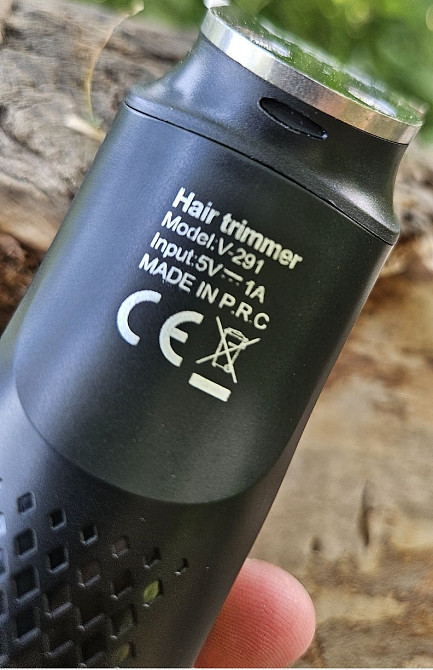 Hair trimmer
Model:V-291
Input:5V⎓1A
MADE IN P.R.C
CE